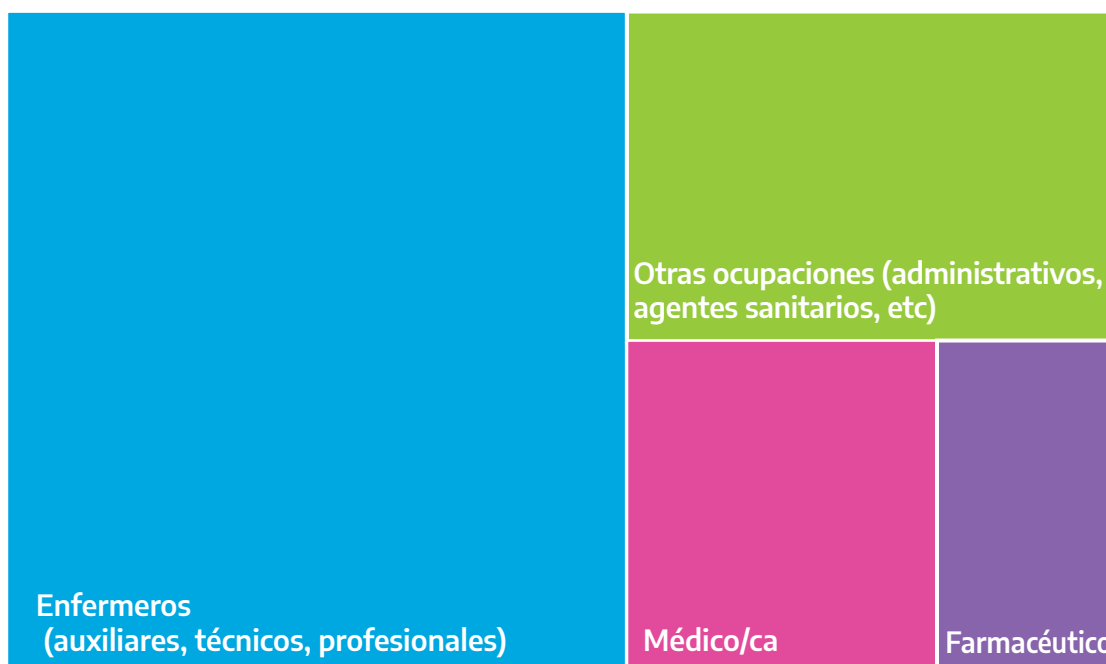 Otras ocupaciones (administrativos,
agentes sanitarios, etc)
Enfermeros
(auxiliares, técnicos, profesionales)
Médico/ca
Farmacéutico